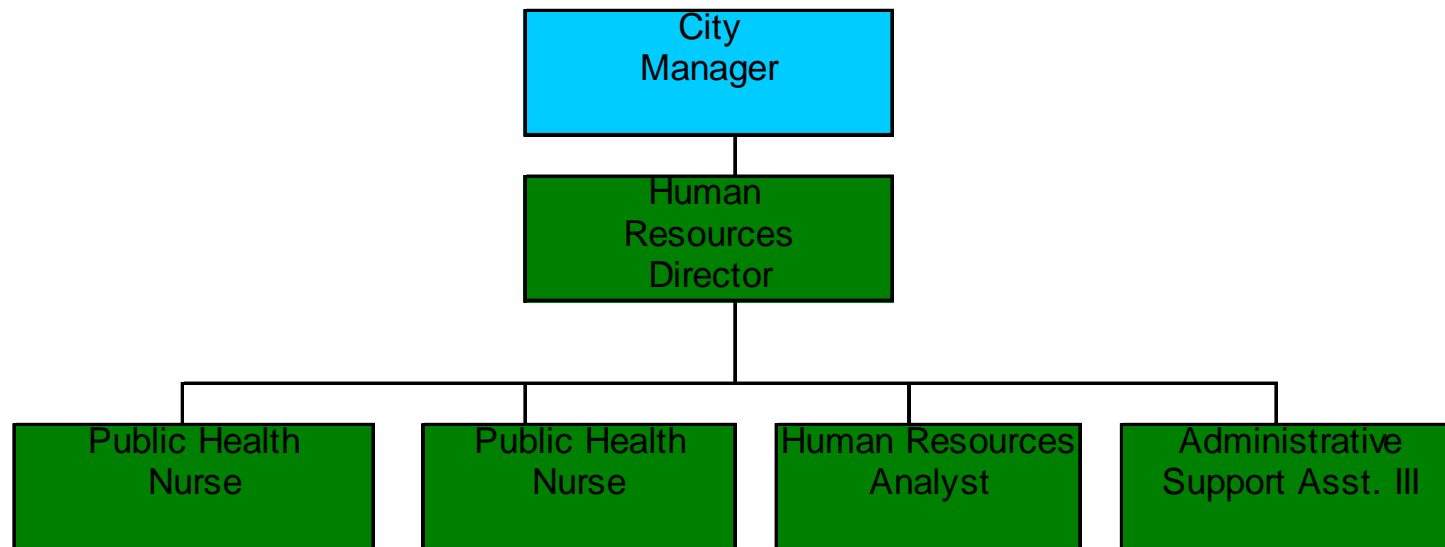 City
Manager
Human
Resources
Director
Public Health
Nurse
Public Health
Nurse
Human Resources
Analyst
Administrative
Support Asst. III